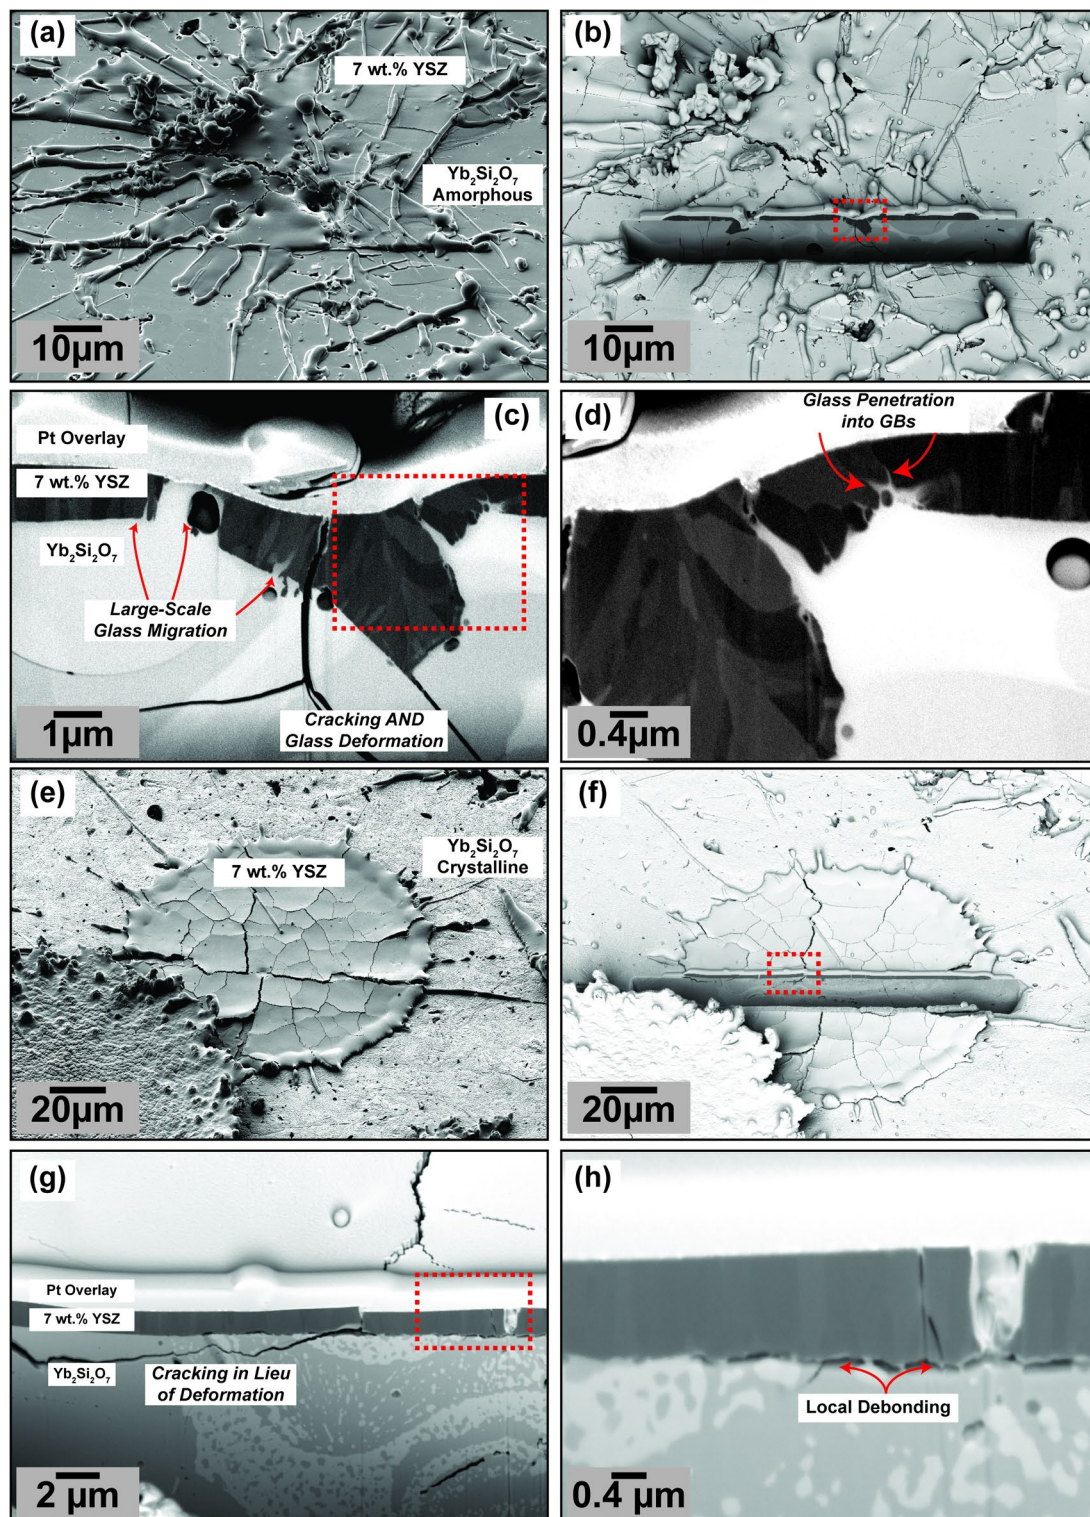 (a)
7 wt.% YSZ
Yb₂Si₂O₇
Amorphous
10μm
(b)
10μm
(c)
Pt Overlay
7 wt.% YSZ
Yb₂Si₂O₇
Large-Scale
Glass Migration
Cracking AND
Glass Deformation
1μm
(d)
Glass Penetration
into GBs
0.4μm
(e)
7 wt.% YSZ
Yb₂Si₂O₇
Crystalline
20μm
(f)
20μm
(g)
Pt Overlay
7 wt.% YSZ
Yb₂Si₂O₇
Cracking in Lieu
of Deformation
2 μm
(h)
Local Debonding
0.4 μm